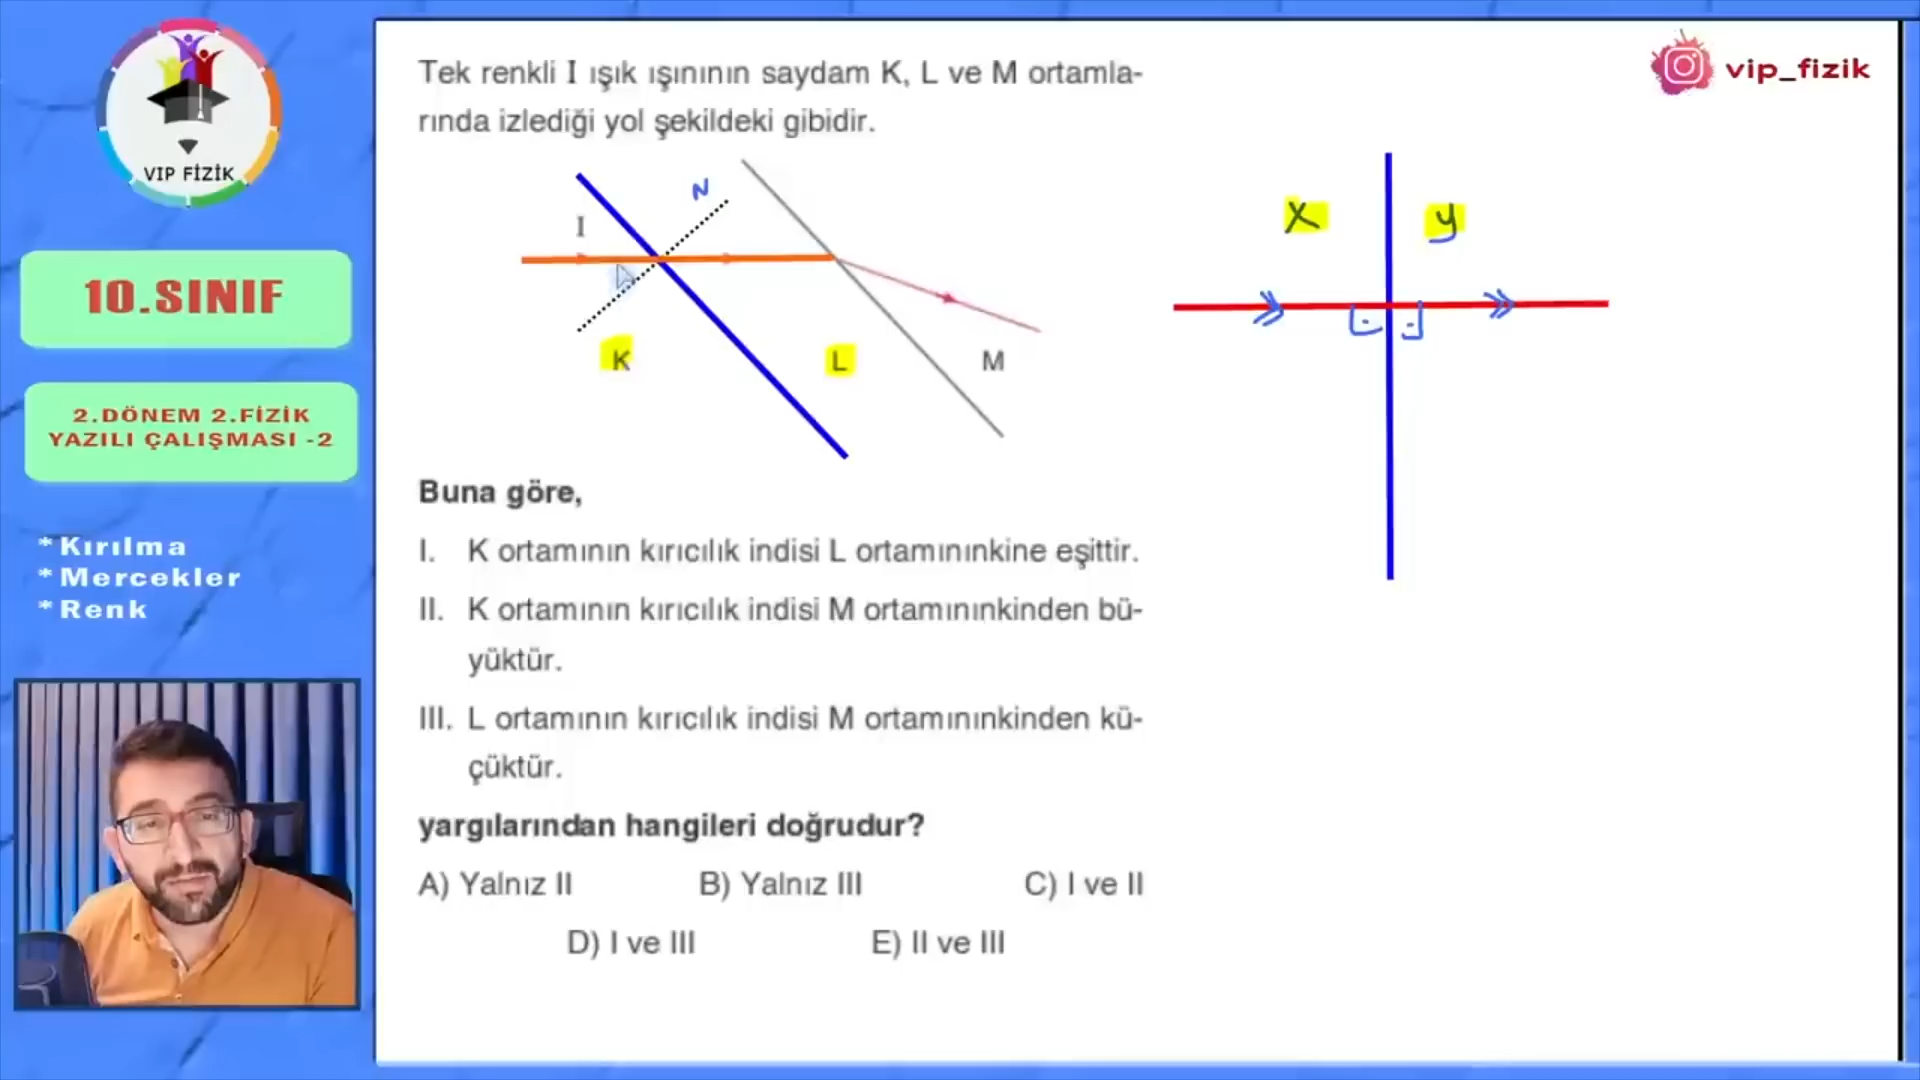 VIP FİZİK
10.SINIF
2.DÖNEM 2.FİZİK
YAZILI ÇALIŞMASI -2
* Kırılma
* Mercekler
* Renk
vip_fizik
Tek renkli I ışık ışınının saydam K, L ve M ortamla-
rında izlediği yol şekildeki gibidir.
N
I
K
L
M
X
y
Buna göre,
I. K ortamının kırıcılık indisi L ortamınınkine eşittir.
II. K ortamının kırıcılık indisi M ortamınınkinden bü-
yüktür.
III. L ortamının kırıcılık indisi M ortamınınkinden kü-
çüktür.
yargılarından hangileri doğrudur?
A) Yalnız II B) Yalnız III C) I ve II
D) I ve III E) II ve III